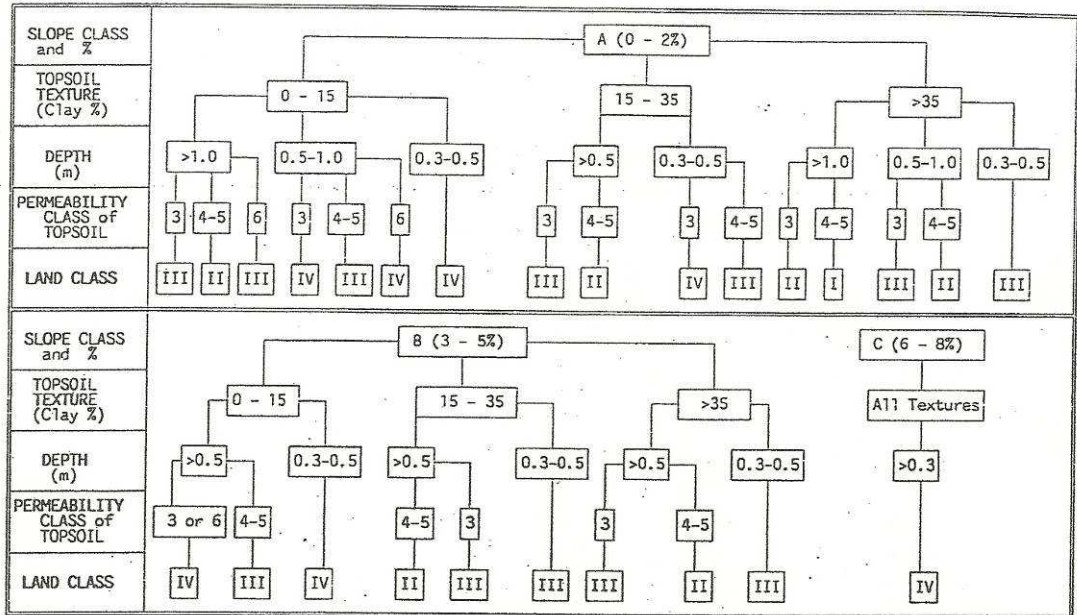 SLOPE CLASS
and %
A (0 - 2%)
TOPSOIL
TEXTURE
(Clay %)
0 - 15
15 - 35
>35
DEPTH
(m)
>1.0
0.5-1.0
0.3-0.5
>0.5
0.3-0.5
>1.0
0.5-1.0
0.3-0.5
PERMEABILITY
CLASS of
TOPSOIL
3
4-5
6
3
4-5
6
3
4-5
3
4-5
3
4-5
3
4-5
LAND CLASS
III
II
III
IV
III
IV
IV
III
II
IV
III
II
I
III
II
III
SLOPE CLASS
and %
B (3 - 5%)
C (6 - 8%)
TOPSOIL
TEXTURE
(Clay %)
0 - 15
15 - 35
>35
All Textures
DEPTH
(m)
>0.5
0.3-0.5
>0.5
0.3-0.5
>0.5
0.3-0.5
>0.3
PERMEABILITY
CLASS of
TOPSOIL
3 or 6
4-5
4-5
3
3
4-5
LAND CLASS
IV
III
IV
II
III
III
III
II
III
IV